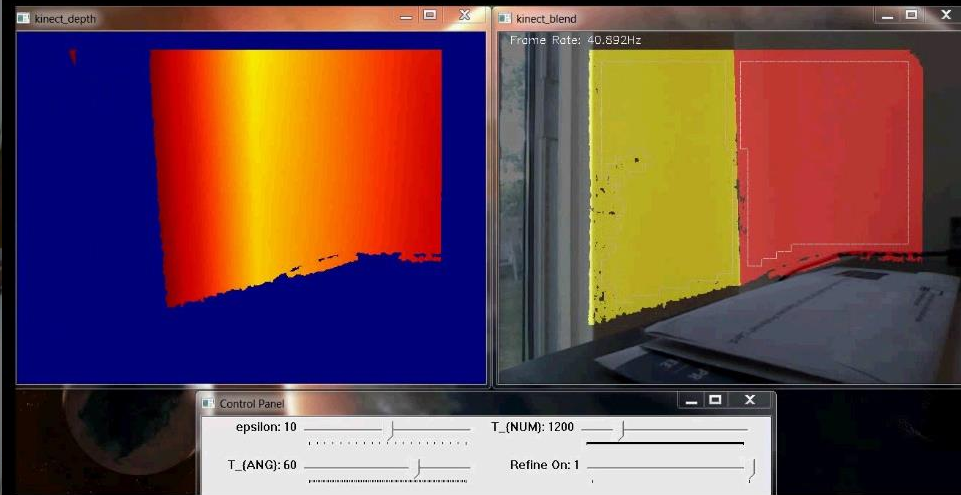 kinect_depth
kinect_blend
Frame Rate: 40.892Hz
Control Panel
epsilon: 10
T_(NUM): 1200
T_(ANG): 60
Refine On: 1